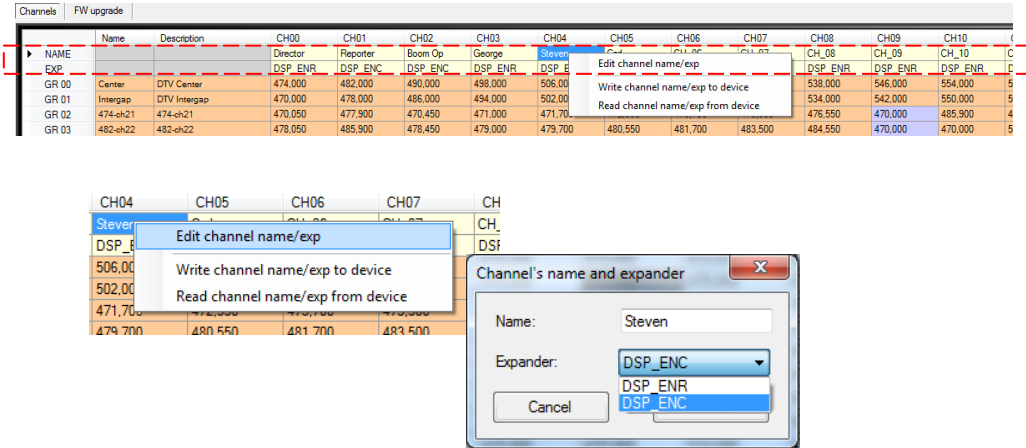 Channels FW upgrade
Name Description CH00 CH01 CH02 CH03 CH04 CH05 CH06 CH07 CH08 CH09 CH10
NAME Director Reporter Boom Op George Steven CH_08 CH_09 CH_10
EXP DSP_ENR DSP_ENC DSP_ENC DSP_ENR DSP_ENR DSP_ENR DSP_ENR
Edit channel name/exp
Write channel name/exp to device
Read channel name/exp from device
GR 00 Center DTV Center 474,000 482,000 490,000 498,000 506,00 538,000 546,000 554,000
GR 01 Intergap DTV Intergap 470,000 478,000 486,000 494,000 502,00 534,000 542,000 550,000
GR 02 474-ch21 474-ch21 470,050 477,900 470,450 471,000 471,70 476,550 470,000 485,900
GR 03 482-ch22 482-ch22 478,050 485,900 478,450 479,000 479,700 480,550 481,700 483,500 484,550 470,000 470,000
CH04 CH05 CH06 CH07 CH
Steven CH_
DSP_E DSF
Edit channel name/exp
Write channel name/exp to device
Read channel name/exp from device
506,00
502,00
471,70
479,700 480,550 481,700 483,500
Channel's name and expander
Name: Steven
Expander: DSP_ENC
DSP_ENR
DSP_ENC
Cancel